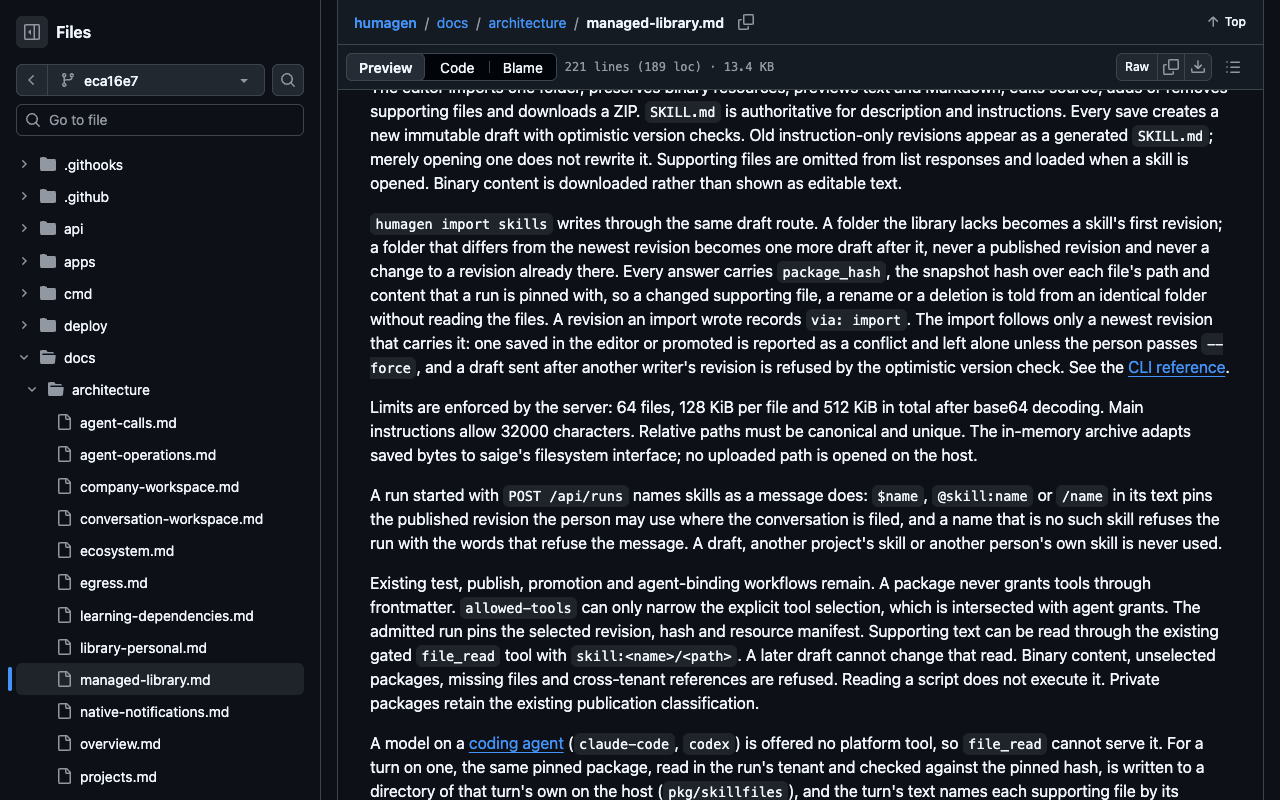 Files
humagen / docs / architecture / managed-library.md
Top
eca16e7
Preview
Code
Blame
221 lines (189 loc) · 13.4 KB
Raw
Go to file
.githooks
.github
api
apps
cmd
deploy
docs
architecture
agent-calls.md
agent-operations.md
company-workspace.md
conversation-workspace.md
ecosystem.md
egress.md
learning-dependencies.md
library-personal.md
managed-library.md
native-notifications.md
overview.md
projects.md
The editor imports one folder, preserves binary resources, previews text and Markdown, edits source, adds or removes
supporting files and downloads a ZIP. SKILL.md is authoritative for description and instructions. Every save creates a
new immutable draft with optimistic version checks. Old instruction-only revisions appear as a generated SKILL.md;
merely opening one does not rewrite it. Supporting files are omitted from list responses and loaded when a skill is
opened. Binary content is downloaded rather than shown as editable text.
humagen import skills writes through the same draft route. A folder the library lacks becomes a skill's first revision;
a folder that differs from the newest revision becomes one more draft after it, never a published revision and never a
change to a revision already there. Every answer carries package_hash, the snapshot hash over each file's path and
content that a run is pinned with, so a changed supporting file, a rename or a deletion is told from an identical folder
without reading the files. A revision an import wrote records via: import. The import follows only a newest revision
that carries it: one saved in the editor or promoted is reported as a conflict and left alone unless the person passes --
force, and a draft sent after another writer's revision is refused by the optimistic version check. See the CLI reference.
Limits are enforced by the server: 64 files, 128 KiB per file and 512 KiB in total after base64 decoding. Main
instructions allow 32000 characters. Relative paths must be canonical and unique. The in-memory archive adapts
saved bytes to saige's filesystem interface; no uploaded path is opened on the host.
A run started with POST /api/runs names skills as a message does: $name, @skill:name or /name in its text pins
the published revision the person may use where the conversation is filed, and a name that is no such skill refuses the
run with the words that refuse the message. A draft, another project's skill or another person's own skill is never used.
Existing test, publish, promotion and agent-binding workflows remain. A package never grants tools through
frontmatter. allowed-tools can only narrow the explicit tool selection, which is intersected with agent grants. The
admitted run pins the selected revision, hash and resource manifest. Supporting text can be read through the existing
gated file_read tool with skill:<name>/<path>. A later draft cannot change that read. Binary content, unselected
packages, missing files and cross-tenant references are refused. Reading a script does not execute it. Private
packages retain the existing publication classification.
A model on a coding agent (claude-code, codex) is offered no platform tool, so file_read cannot serve it. For a
turn on one, the same pinned package, read in the run's tenant and checked against the pinned hash, is written to a
directory of that turn's own on the host (pkg/skillfiles), and the turn's text names each supporting file by its